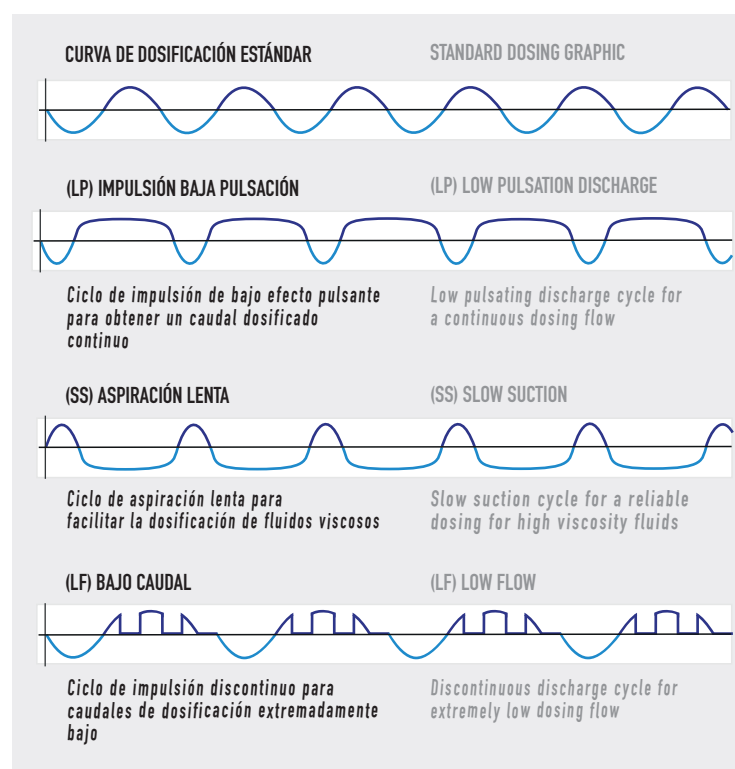 CURVA DE DOSIFICACIÓN ESTÁNDAR
STANDARD DOSING GRAPHIC
(LP) IMPULSIÓN BAJA PULSACIÓN
(LP) LOW PULSATION DISCHARGE
Ciclo de impulsión de bajo efecto pulsante
para obtener un caudal dosificado
continuo
Low pulsating discharge cycle for
a continuous dosing flow
(SS) ASPIRACIÓN LENTA
(SS) SLOW SUCTION
Ciclo de aspiración lenta para
facilitar la dosificación de fluidos viscosos
Slow suction cycle for a reliable
dosing for high viscosity fluids
(LF) BAJO CAUDAL
(LF) LOW FLOW
Ciclo de impulsión discontinuo para
caudales de dosificación extremadamente
bajo
Discontinuous discharge cycle for
extremely low dosing flow